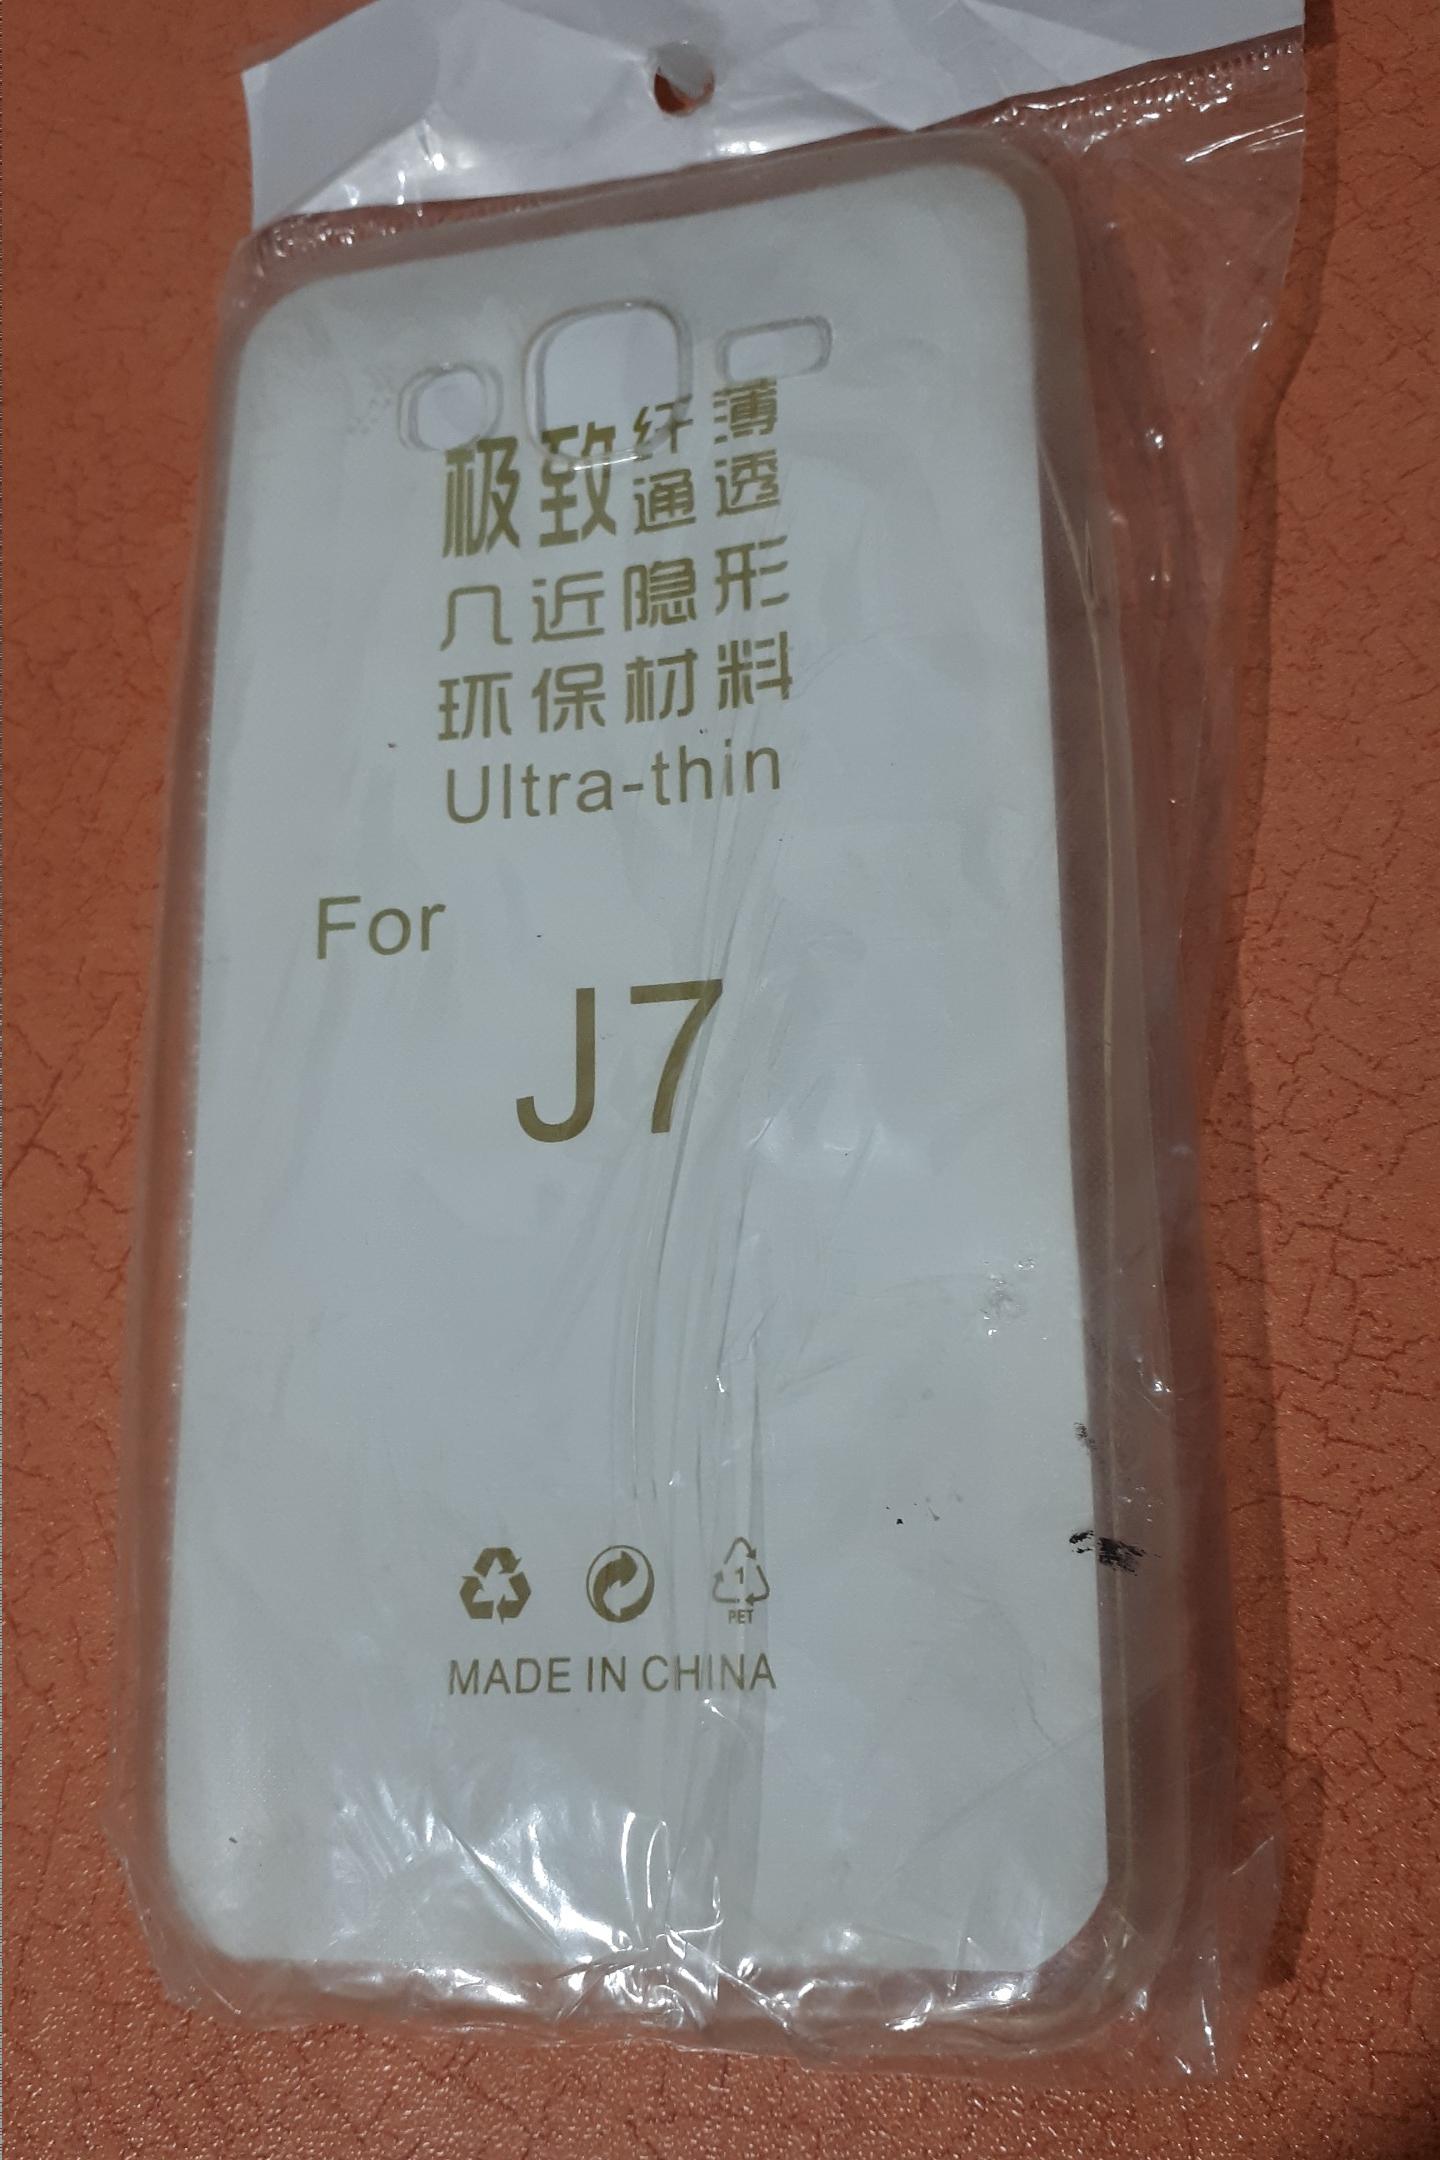 极致纤薄
通透
几近隐形
环保材料
Ultra-thin
For
J7
1
PET
MADE IN CHINA